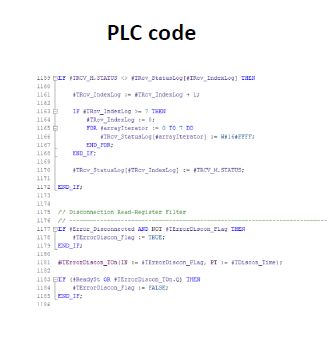 PLC code
1159 IF #TRCV_M.STATUS <> #TRcv_StatusLog[#TRcv_IndexLog] THEN
1160
1161 #TRcv_IndexLog := #TRcv_IndexLog + 1;
1162
1163 IF #TRcv_IndexLog >= 7 THEN
1164 #TRcv_IndexLog := 0;
1165 FOR #arrayIterator := 0 TO 7 DO
1166 #TRcv_StatusLog[#arrayIterator] := W#16#FFFF;
1167 END_FOR;
1168 END_IF;
1169
1170 #TRcv_StatusLog[#TRcv_IndexLog] := #TRCV_M.STATUS;
1171
1172 END_IF;
1173
1174
1175 // Disconnection Read-Register Filter
1176 // ----------------------------------------------------------------
1177 IF #Error_Disconnected AND NOT #TErrorDiscon_Flag THEN
1178 #TErrorDiscon_Flag := TRUE;
1179 END_IF;
1180
1181 #TErrorDiscon_TOn(IN := #TErrorDiscon_Flag, PT := #TDiscon_Time);
1182
1183 IF (#ReadySt OR #TErrorDiscon_TOn.Q) THEN
1184 #TErrorDiscon_Flag := FALSE;
1185 END_IF;